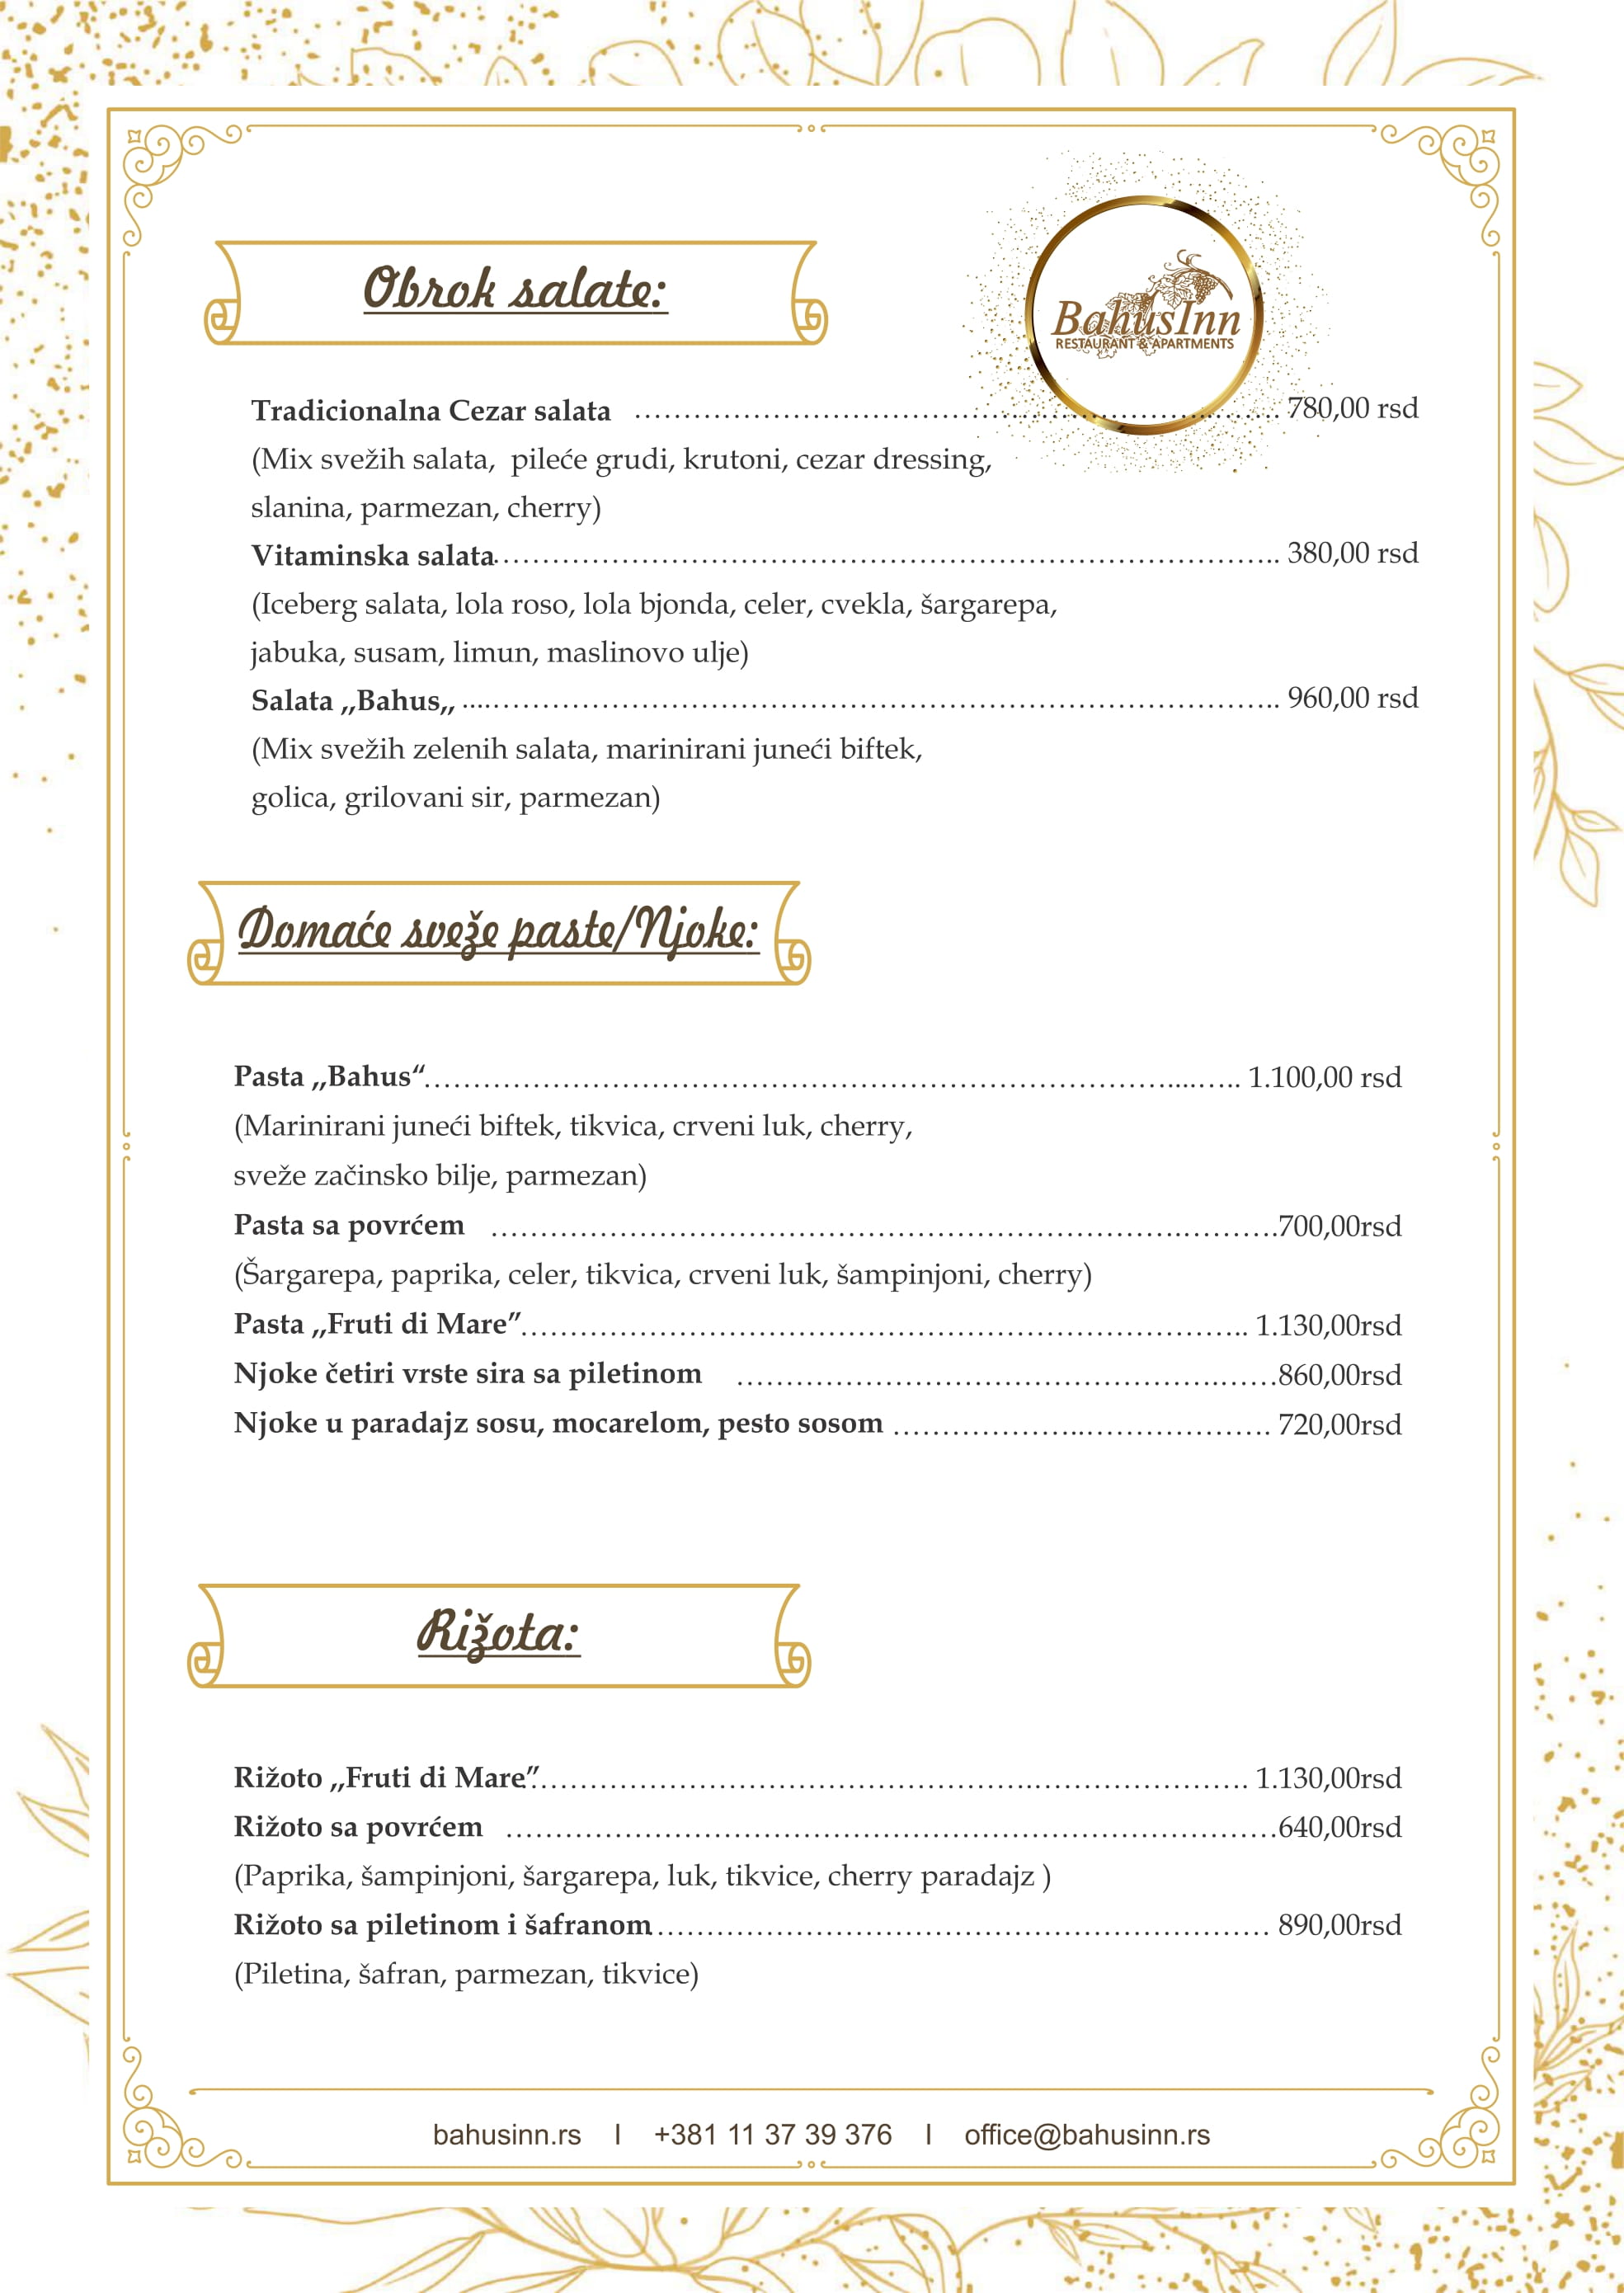 Obrok salate:
BahusInn
RESTAURANT & APARTMENTS
Tradicionalna Cezar salata ........................ 780,00 rsd
(Mix svežih salata, pileće grudi, krutoni, cezar dressing,
slanina, parmezan, cherry)
Vitaminska salata........................ 380,00 rsd
(Iceberg salata, lola roso, lola bjonda, celer, cvekla, šargarepa,
jabuka, susam, limun, maslinovo ulje)
Salata ,,Bahus,, ........................ 960,00 rsd
(Mix svežih zelenih salata, marinirani juneći biftek,
golica, grilovani sir, parmezan)
Domaće sveže paste/Njoke:
Pasta ,,Bahus“........................ 1.100,00 rsd
(Marinirani juneći biftek, tikvica, crveni luk, cherry,
sveže začinsko bilje, parmezan)
Pasta sa povrćem ........................700,00rsd
(Šargarepa, paprika, celer, tikvica, crveni luk, šampinjoni, cherry)
Pasta ,,Fruti di Mare”........................ 1.130,00rsd
Njoke četiri vrste sira sa piletinom ........................860,00rsd
Njoke u paradajz sosu, mocarelom, pesto sosom ........................ 720,00rsd
Rižota:
Rižoto ,,Fruti di Mare”........................ 1.130,00rsd
Rižoto sa povrćem ........................640,00rsd
(Paprika, šampinjoni, šargarepa, luk, tikvice, cherry paradajz )
Rižoto sa piletinom i šafranom........................ 890,00rsd
(Piletina, šafran, parmezan, tikvice)
bahusinn.rs I +381 11 37 39 376 I office@bahusinn.rs